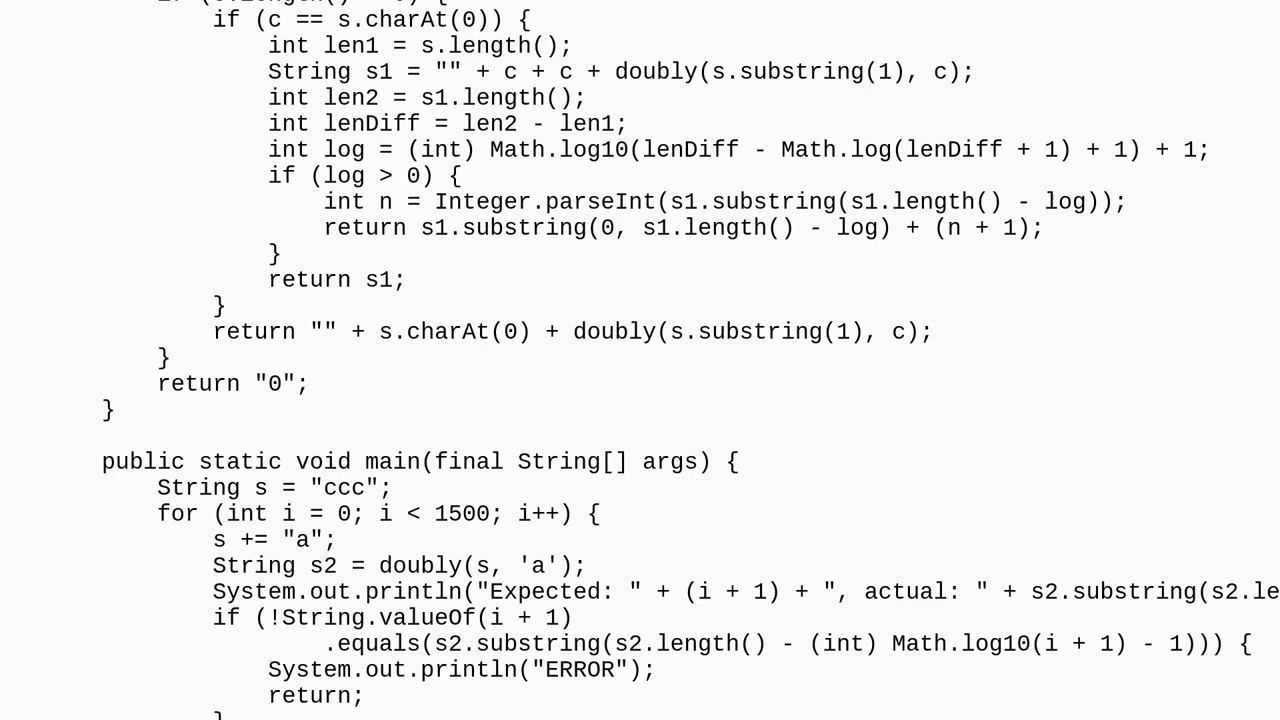 if (c == s.charAt(0)) {
int len1 = s.length();
String s1 = "" + c + c + doubly(s.substring(1), c);
int len2 = s1.length();
int lenDiff = len2 - len1;
int log = (int) Math.log10(lenDiff - Math.log(lenDiff + 1) + 1) + 1;
if (log > 0) {
int n = Integer.parseInt(s1.substring(s1.length() - log));
return s1.substring(0, s1.length() - log) + (n + 1);
}
return s1;
}
return "" + s.charAt(0) + doubly(s.substring(1), c);
}
return "0";
}
public static void main(final String[] args) {
String s = "ccc";
for (int i = 0; i < 1500; i++) {
s += "a";
String s2 = doubly(s, 'a');
System.out.println("Expected: " + (i + 1) + ", actual: " + s2.substring(s2.le
if (!String.valueOf(i + 1)
.equals(s2.substring(s2.length() - (int) Math.log10(i + 1) - 1))) {
System.out.println("ERROR");
return;
}